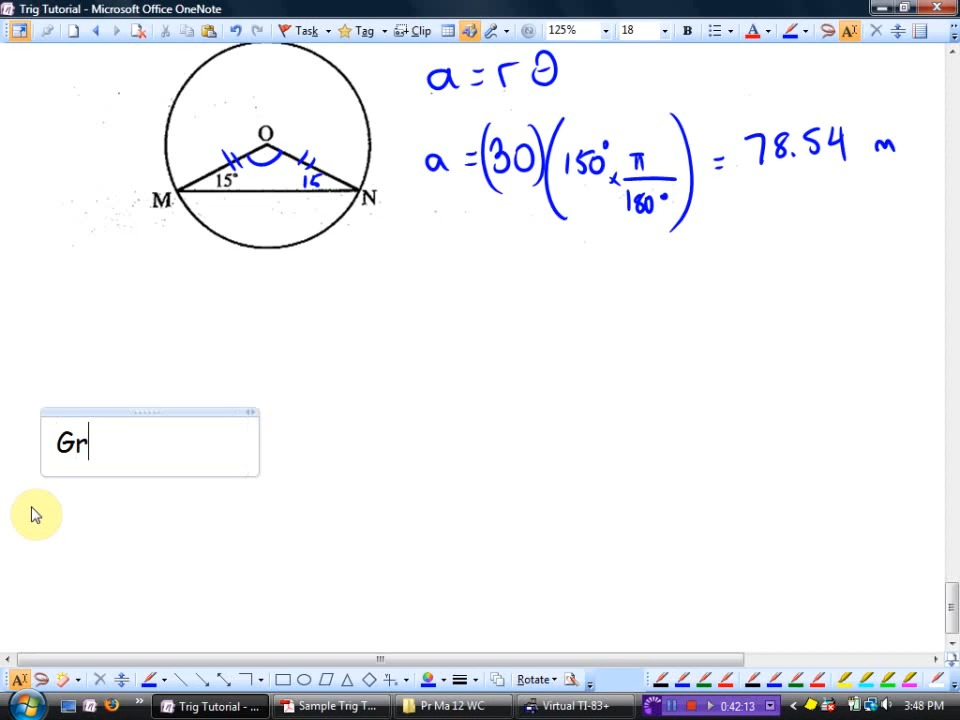 Trig Tutorial - Microsoft Office OneNote
Task Tag Clip 125% 18 B A A
a = r θ
O
a = (30) (150° × π/180°) = 78.54 m
15° 15
M N
Gr
Rotate
Trig Tutorial - ... Sample Trig T... Pr Ma 12 WC Virtual TI-83+ 0:42:13 3:48 PM